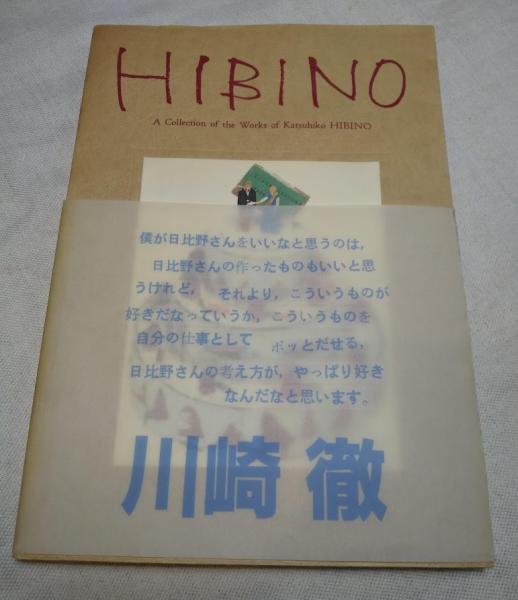 HIBINO
A Collection of the Works of Katsuhiko HIBINO
僕が日比野さんをいいなと思うのは,
日比野さんの作ったものもいいと思
うけれど, それより, こういうものが
好きだなっていうか, こういうものを
自分の仕事として ポッとだせる,
日比野さんの考え方が, やっぱり好き
なんだなと思います。
川崎 徹